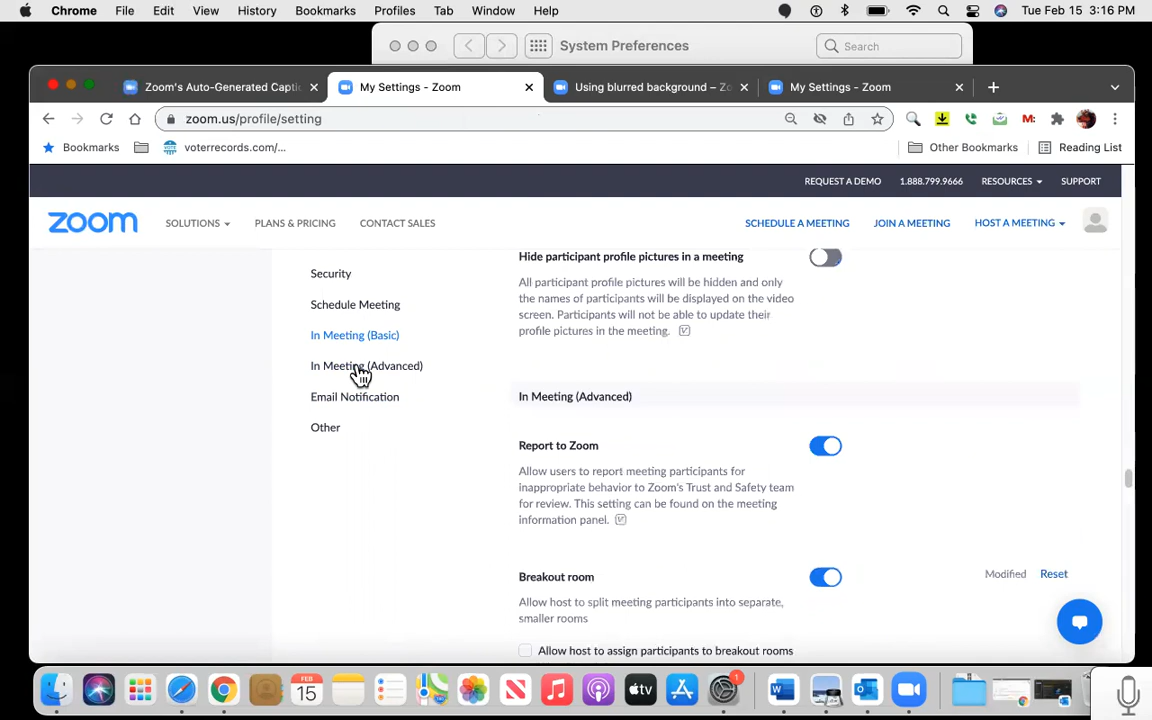 Chrome File Edit View History Bookmarks Profiles Tab Window Help Tue Feb 15 3:16 PM
System Preferences Search
Zoom's Auto-Generated Captic My Settings - Zoom Using blurred background – Zo My Settings - Zoom
zoom.us/profile/setting
Bookmarks voterrecords.com/... Other Bookmarks Reading List
REQUEST A DEMO 1.888.799.9666 RESOURCES SUPPORT
zoom SOLUTIONS PLANS & PRICING CONTACT SALES SCHEDULE A MEETING JOIN A MEETING HOST A MEETING
Security
Schedule Meeting
In Meeting (Basic)
In Meeting (Advanced)
Email Notification
Other
Hide participant profile pictures in a meeting
All participant profile pictures will be hidden and only
the names of participants will be displayed on the video
screen. Participants will not be able to update their
profile pictures in the meeting.
In Meeting (Advanced)
Report to Zoom
Allow users to report meeting participants for
inappropriate behavior to Zoom's Trust and Safety team
for review. This setting can be found on the meeting
information panel.
Breakout room Modified Reset
Allow host to split meeting participants into separate,
smaller rooms
Allow host to assign participants to breakout rooms
FEB
15
tv
1